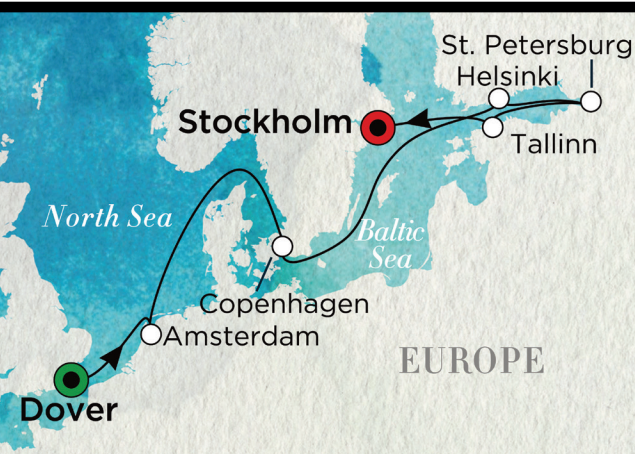 St. Petersburg
Helsinki
Stockholm
Tallinn
North Sea
Baltic
Sea
Copenhagen
Amsterdam
EUROPE
Dover